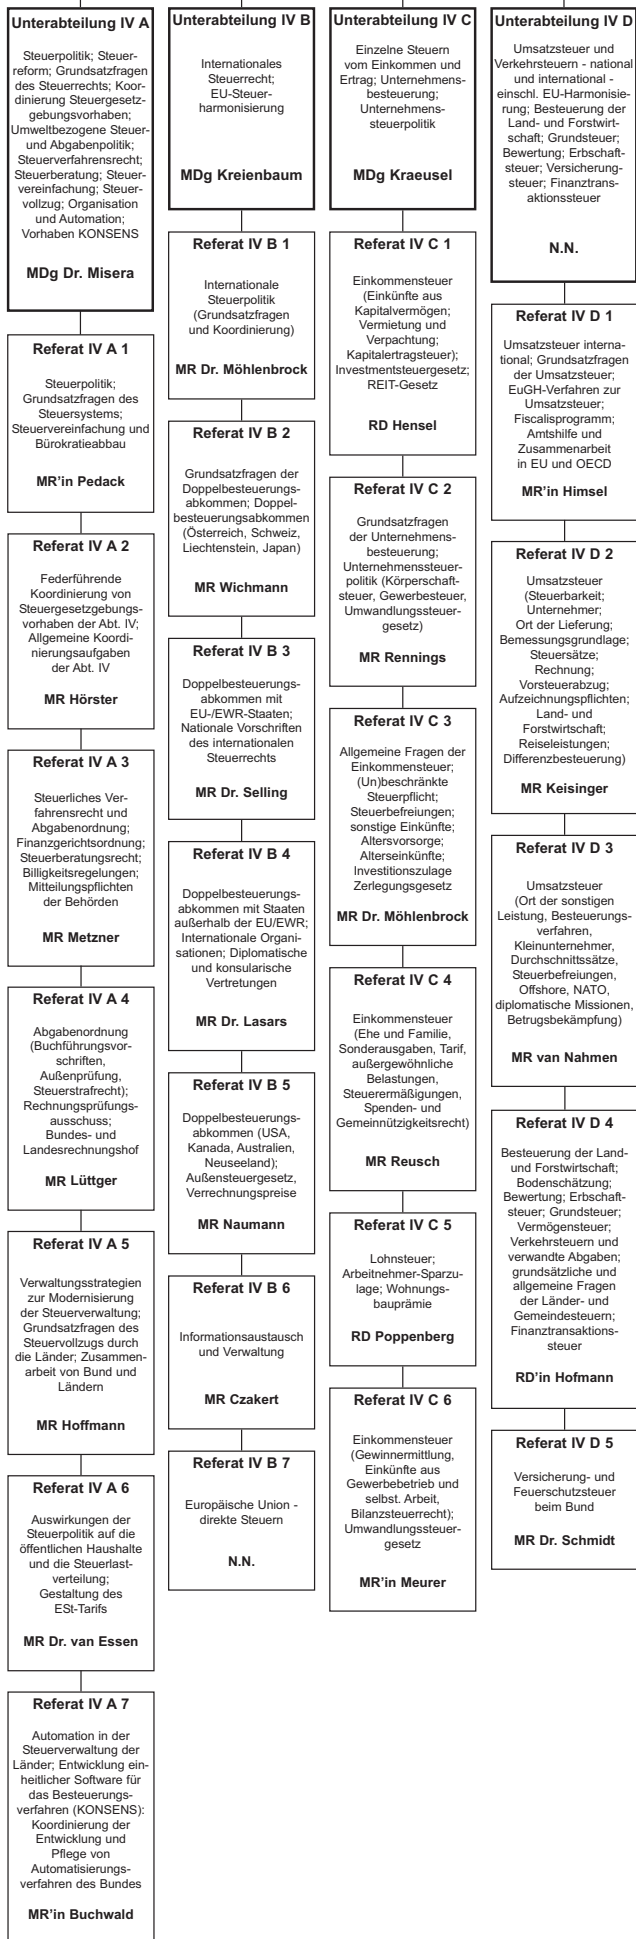 Unterabteilung IV A
Steuerpolitik; Steuer-
reform; Grundsatzfragen
des Steuerrechts; Koor-
dinierung Steuergesetz-
gebungsvorhaben;
Umweltbezogene Steuer-
und Abgabenpolitik;
Steuerverfahrensrecht;
Steuerberatung; Steuer-
vereinfachung; Steuer-
vollzug; Organisation
und Automation;
Vorhaben KONSENS
MDg Dr. Misera
Referat IV A 1
Steuerpolitik;
Grundsatzfragen des
Steuersystems;
Steuervereinfachung und
Bürokratieabbau
MR'in Pedack
Referat IV A 2
Federführende
Koordinierung von
Steuergesetzgebungs-
vorhaben der Abt. IV;
Allgemeine Koordi-
nierungsaufgaben
der Abt. IV
MR Hörster
Referat IV A 3
Steuerliches Ver-
fahrensrecht und
Abgabenordnung;
Finanzgerichtsordnung;
Steuerberatungsrecht;
Billigkeitsregelungen;
Mitteilungspflichten
der Behörden
MR Metzner
Referat IV A 4
Abgabenordnung
(Buchführungsvor-
schriften,
Außenprüfung,
Steuerstrafrecht);
Rechnungsprüfungs-
ausschuss;
Bundes- und
Landesrechnungshof
MR Lüttger
Referat IV A 5
Verwaltungsstrategien
zur Modernisierung
der Steuerverwaltung;
Grundsatzfragen des
Steuervollzugs durch
die Länder; Zusammen-
arbeit von Bund und
Ländern
MR Hoffmann
Referat IV A 6
Auswirkungen der
Steuerpolitik auf die
öffentlichen Haushalte
und die Steuerlast-
verteilung;
Gestaltung des
ESt-Tarifs
MR Dr. van Essen
Referat IV A 7
Automation in der
Steuerverwaltung der
Länder; Entwicklung ein-
heitlicher Software für
das Besteuerungs-
verfahren (KONSENS):
Koordinierung der
Entwicklung und
Pflege von
Automatisierungs-
verfahren des Bundes
MR'in Buchwald
Unterabteilung IV B
Internationales
Steuerrecht;
EU-Steuer-
harmonisierung
MDg Kreienbaum
Referat IV B 1
Internationale
Steuerpolitik
(Grundsatzfragen
und Koordinierung)
MR Dr. Möhlenbrock
Referat IV B 2
Grundsatzfragen der
Doppelbesteuerungs-
abkommen; Doppel-
besteuerungsabkommen
(Österreich, Schweiz,
Liechtenstein, Japan)
MR Wichmann
Referat IV B 3
Doppelbesteuerungs-
abkommen mit
EU-/EWR-Staaten;
Nationale Vorschriften
des internationalen
Steuerrechts
MR Dr. Selling
Referat IV B 4
Doppelbesteuerungs-
abkommen mit Staaten
außerhalb der EU/EWR;
Internationale Organi-
sationen; Diplomatische
und konsularische
Vertretungen
MR Dr. Lasars
Referat IV B 5
Doppelbesteuerungs-
abkommen (USA,
Kanada, Australien,
Neuseeland);
Außensteuergesetz,
Verrechnungspreise
MR Naumann
Referat IV B 6
Informationsaustausch
und Verwaltung
MR Czakert
Referat IV B 7
Europäische Union -
direkte Steuern
N.N.
Unterabteilung IV C
Einzelne Steuern
vom Einkommen und
Ertrag; Unternehmens-
besteuerung;
Unternehmens-
steuerpolitik
MDg Kraeusel
Referat IV C 1
Einkommensteuer
(Einkünfte aus
Kapitalvermögen;
Vermietung und
Verpachtung;
Kapitalertragsteuer);
Investmentsteuergesetz;
REIT-Gesetz
RD Hensel
Referat IV C 2
Grundsatzfragen
der Unternehmens-
besteuerung;
Unternehmenssteuer-
politik (Körperschaft-
steuer, Gewerbesteuer,
Umwandlungssteuer-
gesetz)
MR Rennings
Referat IV C 3
Allgemeine Fragen der
Einkommensteuer;
(Un)beschränkte
Steuerpflicht;
Steuerbefreiungen;
sonstige Einkünfte;
Altersvorsorge;
Alterseinkünfte;
Investitionszulage
Zerlegungsgesetz
MR Dr. Möhlenbrock
Referat IV C 4
Einkommensteuer
(Ehe und Familie,
Sonderausgaben, Tarif,
außergewöhnliche
Belastungen,
Steuerermäßigungen,
Spenden- und
Gemeinnützigkeitsrecht)
MR Reusch
Referat IV C 5
Lohnsteuer;
Arbeitnehmer-Sparzu-
lage; Wohnungs-
bauprämie
RD Poppenberg
Referat IV C 6
Einkommensteuer
(Gewinnermittlung,
Einkünfte aus
Gewerbebetrieb und
selbst. Arbeit,
Bilanzsteuerrecht);
Umwandlungssteuer-
gesetz
MR'in Meurer
Unterabteilung IV D
Umsatzsteuer und
Verkehrsteuern - national
und international -
einschl. EU-Harmonisie-
rung; Besteuerung der
Land- und Forstwirt-
schaft; Grundsteuer;
Bewertung; Erbschaft-
steuer; Versicherung-
steuer; Finanztrans-
aktionssteuer
N.N.
Referat IV D 1
Umsatzsteuer interna-
tional; Grundsatzfragen
der Umsatzsteuer;
EuGH-Verfahren zur
Umsatzsteuer;
Fiscalisprogramm;
Amtshilfe und
Zusammenarbeit
in EU und OECD
MR'in Himsel
Referat IV D 2
Umsatzsteuer
(Steuerbarkeit;
Unternehmer;
Ort der Lieferung;
Bemessungsgrundlage;
Steuersätze;
Rechnung;
Vorsteuerabzug;
Aufzeichnungspflichten;
Land- und
Forstwirtschaft;
Reiseleistungen;
Differenzbesteuerung)
MR Keisinger
Referat IV D 3
Umsatzsteuer
(Ort der sonstigen
Leistung, Besteuerungs-
verfahren,
Kleinunternehmer,
Durchschnittssätze,
Steuerbefreiungen,
Offshore, NATO,
diplomatische Missionen,
Betrugsbekämpfung)
MR van Nahmen
Referat IV D 4
Besteuerung der Land-
und Forstwirtschaft;
Bodenschätzung;
Bewertung; Erbschaft-
steuer; Grundsteuer;
Vermögensteuer;
Verkehrsteuern und
verwandte Abgaben;
grundsätzliche und
allgemeine Fragen
der Länder- und
Gemeindesteuern;
Finanztransaktions-
steuer
RD'in Hofmann
Referat IV D 5
Versicherung- und
Feuerschutzsteuer
beim Bund
MR Dr. Schmidt